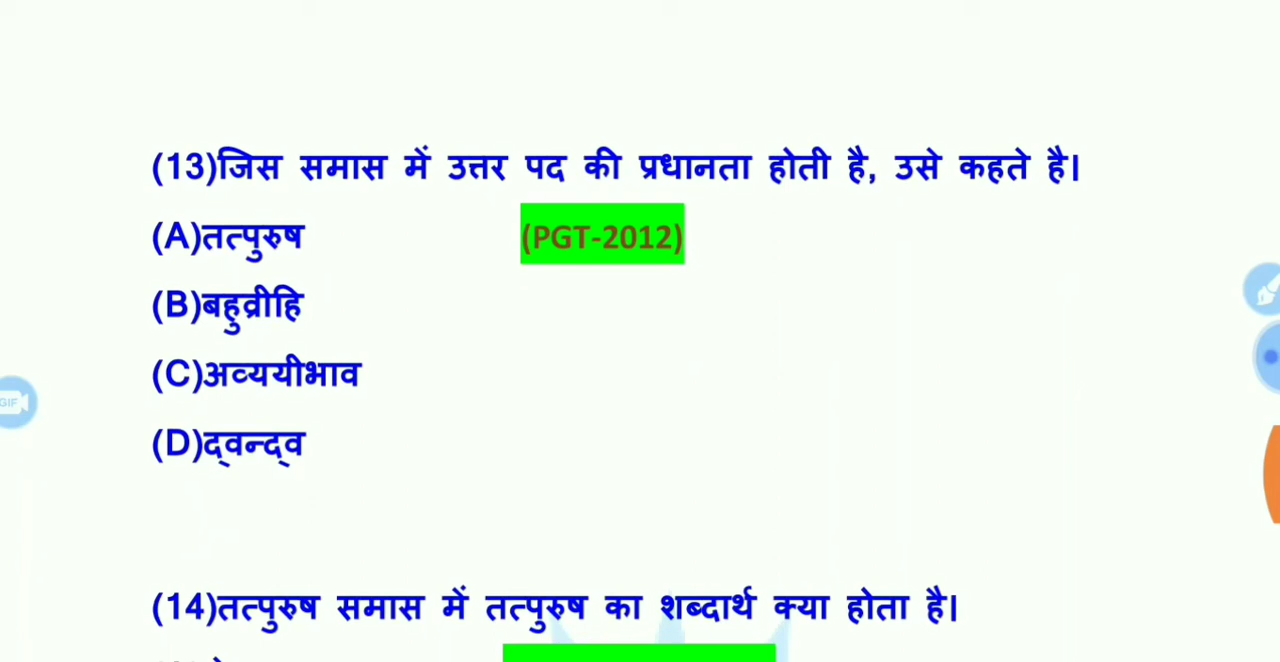 (13)जिस समास में उत्तर पद की प्रधानता होती है, उसे कहते है।
(A)तत्पुरुष (PGT-2012)
(B)बहुव्रीहि
(C)अव्ययीभाव
(D)द्वन्द्व
(14)तत्पुरुष समास में तत्पुरुष का शब्दार्थ क्या होता है।
GIF